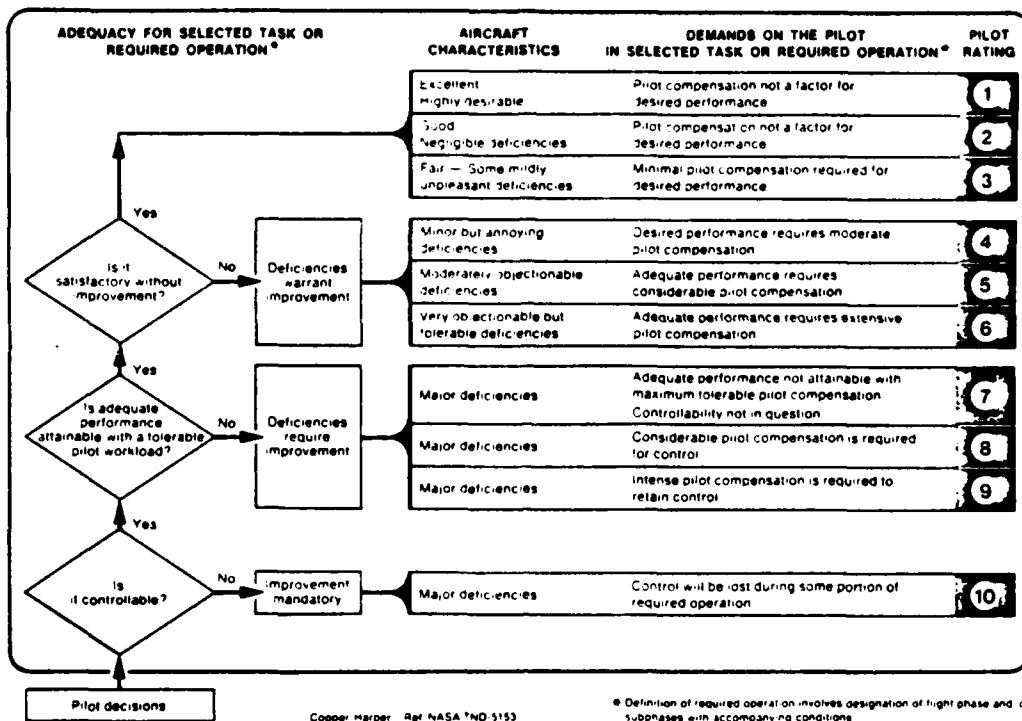 ADEQUACY FOR SELECTED TASK OR
REQUIRED OPERATION*
AIRCRAFT
CHARACTERISTICS
DEMANDS ON THE PILOT
IN SELECTED TASK OR REQUIRED OPERATION*
PILOT
RATING
Excellent
Highly desirable
Pilot compensation not a factor for
desired performance
1
Good
Negligible deficiencies
Pilot compensation not a factor for
desired performance
2
Fair — Some mildly
unpleasant deficiencies
Minimal pilot compensation required for
desired performance
3
Yes
Is it
satisfactory without
improvement?
No
Deficiencies
warrant
improvement
Minor but annoying
deficiencies
Desired performance requires moderate
pilot compensation
4
Moderately objectionable
deficiencies
Adequate performance requires
considerable pilot compensation
5
Very objectionable but
tolerable deficiencies
Adequate performance requires extensive
pilot compensation
6
Yes
Is adequate
performance
attainable with a tolerable
pilot workload?
No
Deficiencies
require
improvement
Major deficiencies
Adequate performance not attainable with
maximum tolerable pilot compensation
Controllability not in question
7
Major deficiencies
Considerable pilot compensation is required
for control
8
Major deficiencies
Intense pilot compensation is required to
retain control
9
Yes
Is
it controllable?
No
Improvement
mandatory
Major deficiencies
Control will be lost during some portion of
required operation
10
Pilot decisions
Cooper Harper Ref NASA TND-5153
* Definition of required operation involves designation of flight phase and
subphases with accompanying conditions